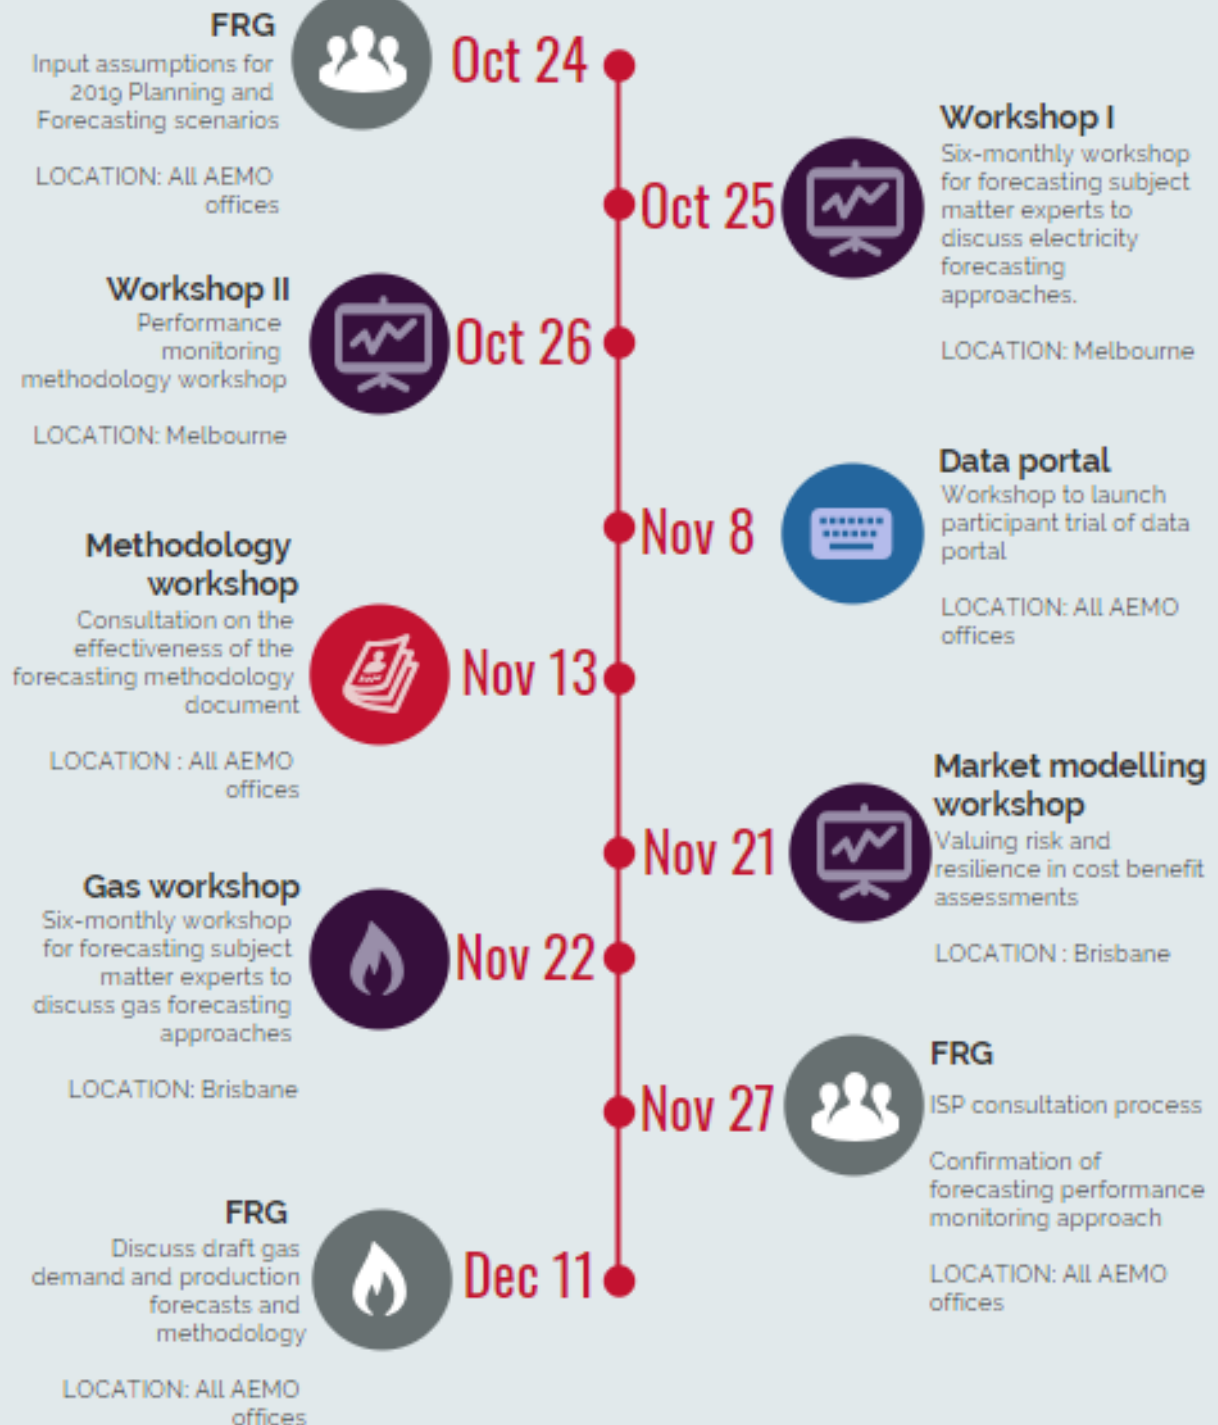 FRG
Input assumptions for
2019 Planning and
Forecasting scenarios
LOCATION: All AEMO
offices
Oct 24
Oct 25
Workshop I
Six-monthly workshop
for forecasting subject
matter experts to
discuss electricity
forecasting
approaches.
LOCATION: Melbourne
Workshop II
Performance
monitoring
methodology workshop
LOCATION: Melbourne
Oct 26
Nov 8
Data portal
Workshop to launch
participant trial of data
portal
LOCATION: All AEMO
offices
Methodology
workshop
Consultation on the
effectiveness of the
forecasting methodology
document
LOCATION : All AEMO
offices
Nov 13
Nov 21
Market modelling
workshop
Valuing risk and
resilience in cost benefit
assessments
LOCATION : Brisbane
Gas workshop
Six-monthly workshop
for forecasting subject
matter experts to
discuss gas forecasting
approaches
LOCATION: Brisbane
Nov 22
Nov 27
FRG
ISP consultation process
Confirmation of
forecasting performance
monitoring approach
LOCATION: All AEMO
offices
FRG
Discuss draft gas
demand and production
forecasts and
methodology
LOCATION: All AEMO
offices
Dec 11